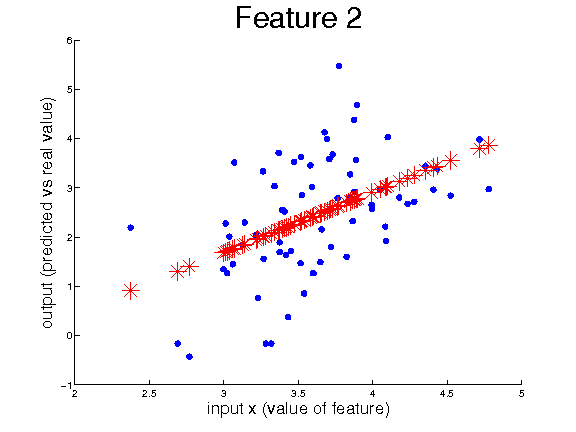 Feature 2
6
5
4
3
2
1
0
−1
output (predicted vs real value)
2 2.5 3 3.5 4 4.5 5
input x (value of feature)